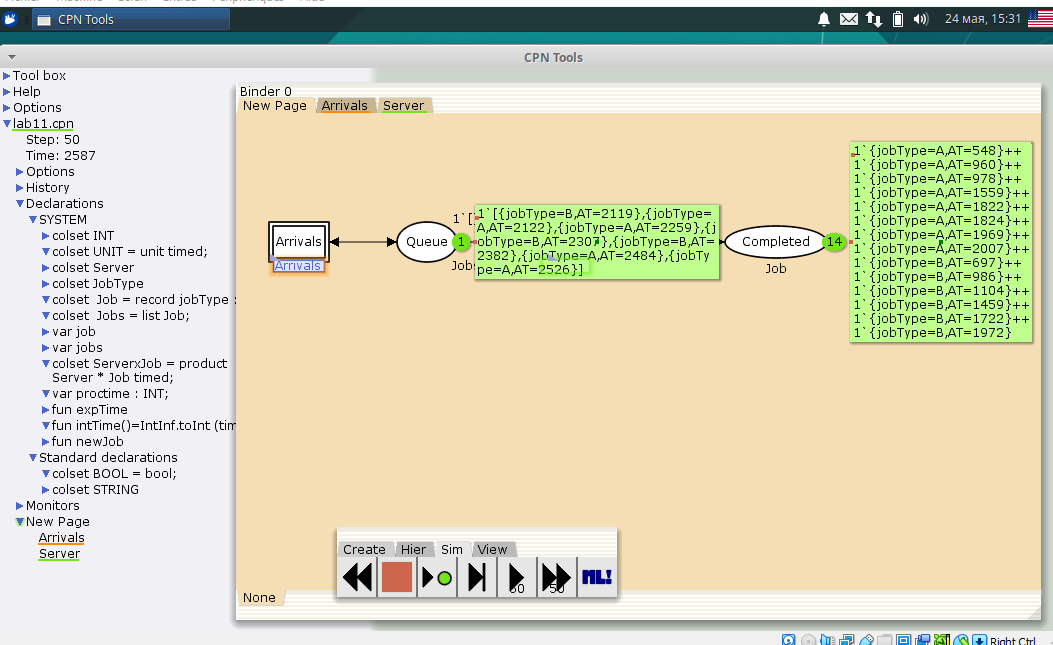 CPN Tools
24 мая, 15:31
CPN Tools
Tool box
Help
Options
lab11.cpn
Step: 50
Time: 2587
Options
History
Declarations
SYSTEM
colset INT
colset UNIT = unit timed;
colset Server
colset JobType
colset Job = record jobType :
colset Jobs = list Job;
var job
var jobs
colset ServerxJob = product
Server * Job timed;
var proctime : INT;
fun expTime
fun intTime()=IntInf.toInt (tim
fun newJob
Standard declarations
colset BOOL = bool;
colset STRING
Monitors
New Page
Arrivals
Server
Binder 0
New Page Arrivals Server
Arrivals
Arrivals
Queue
1
1`[]
1`[{jobType=B,AT=2119},{jobType=
A,AT=2122},{jobType=A,AT=2259},{j
obType=B,AT=2307},{jobType=B,AT=
2382},{jobType=A,AT=2484},{jobTy
pe=A,AT=2526}]
Completed
14
Job
1`{jobType=A,AT=548}++
1`{jobType=A,AT=960}++
1`{jobType=A,AT=978}++
1`{jobType=A,AT=1559}++
1`{jobType=A,AT=1822}++
1`{jobType=A,AT=1824}++
1`{jobType=A,AT=1969}++
1`{jobType=A,AT=2007}++
1`{jobType=B,AT=697}++
1`{jobType=B,AT=986}++
1`{jobType=B,AT=1104}++
1`{jobType=B,AT=1459}++
1`{jobType=B,AT=1722}++
1`{jobType=B,AT=1972}
Create Hier Sim View
50 50 ML!
None
Right Ctrl